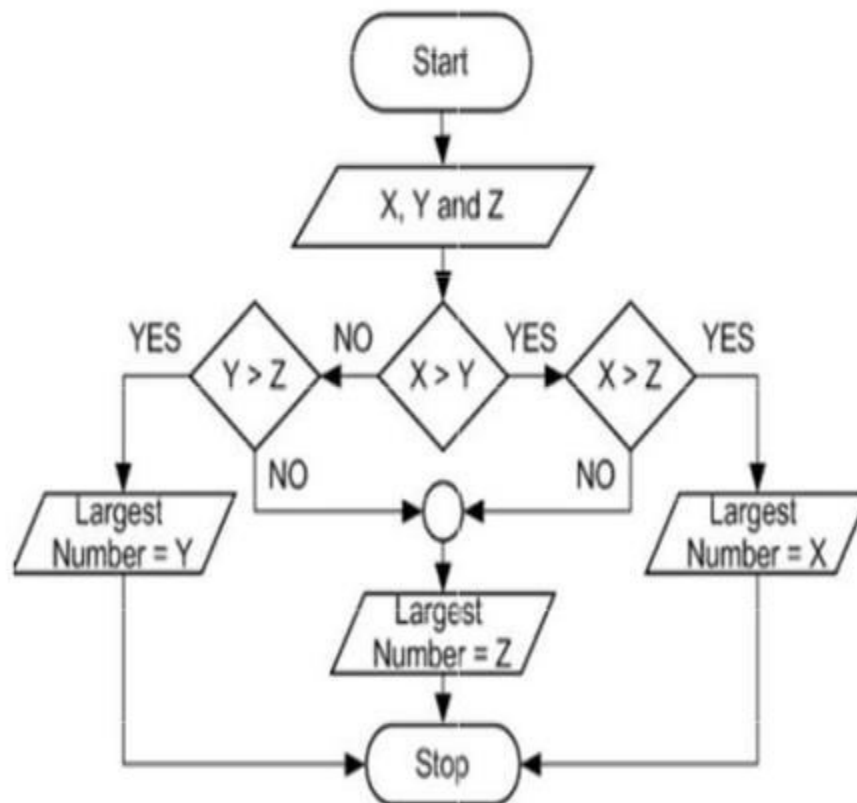 Start
X, Y and Z
YES
NO
YES
YES
Y > Z
X > Y
X > Z
NO
NO
Largest
Number = Y
Largest
Number = X
Largest
Number = Z
Stop